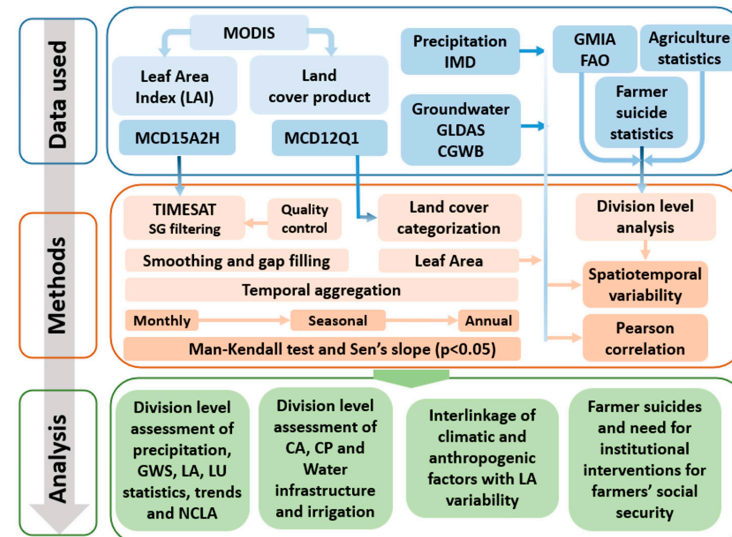 Data used
MODIS
Leaf Area
Index (LAI)
Land
cover product
MCD15A2H
MCD12Q1
Precipitation
IMD
Groundwater
GLDAS
CGWB
GMIA
FAO
Agriculture
statistics
Farmer
suicide
statistics
Methods
TIMESAT
SG filtering
Quality
control
Land cover
categorization
Division level
analysis
Smoothing and gap filling
Leaf Area
Spatiotemporal
variability
Temporal aggregation
Monthly
Seasonal
Annual
Pearson
correlation
Man-Kendall test and Sen's slope (p<0.05)
Analysis
Division level
assessment of
precipitation,
GWS, LA, LU
statistics, trends
and NCLA
Division level
assessment of
CA, CP and
Water
infrastructure
and irrigation
Interlinkage of
climatic and
anthropogenic
factors with LA
variability
Farmer suicides
and need for
institutional
interventions for
farmers' social
security